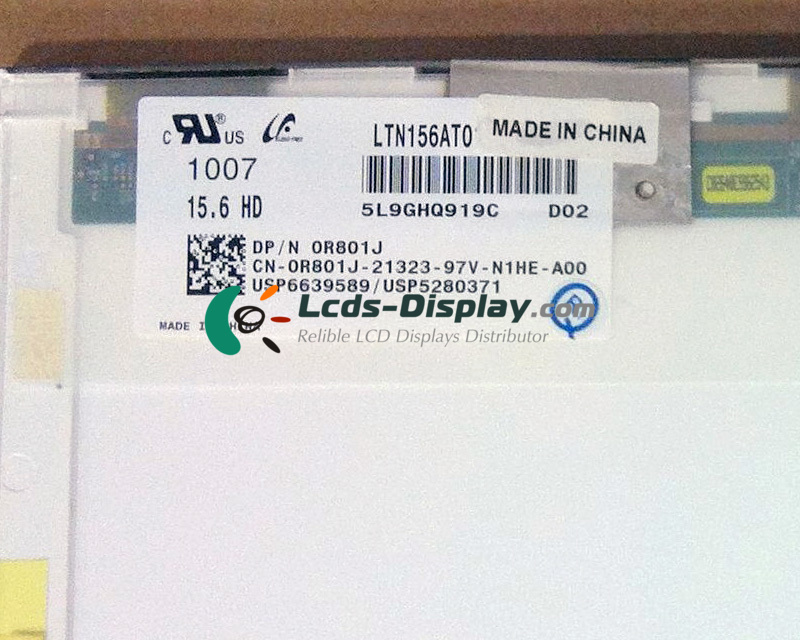 c RU® US
LTN156AT0
MADE IN CHINA
1007
15.6 HD
5L9GHQ919C D02
DP/N 0R801J
CN-0R801J-21323-97V-N1HE-A00
USP6639589/USP5280371
Lcds-Display.com
MADE
Relible LCD Displays Distributor